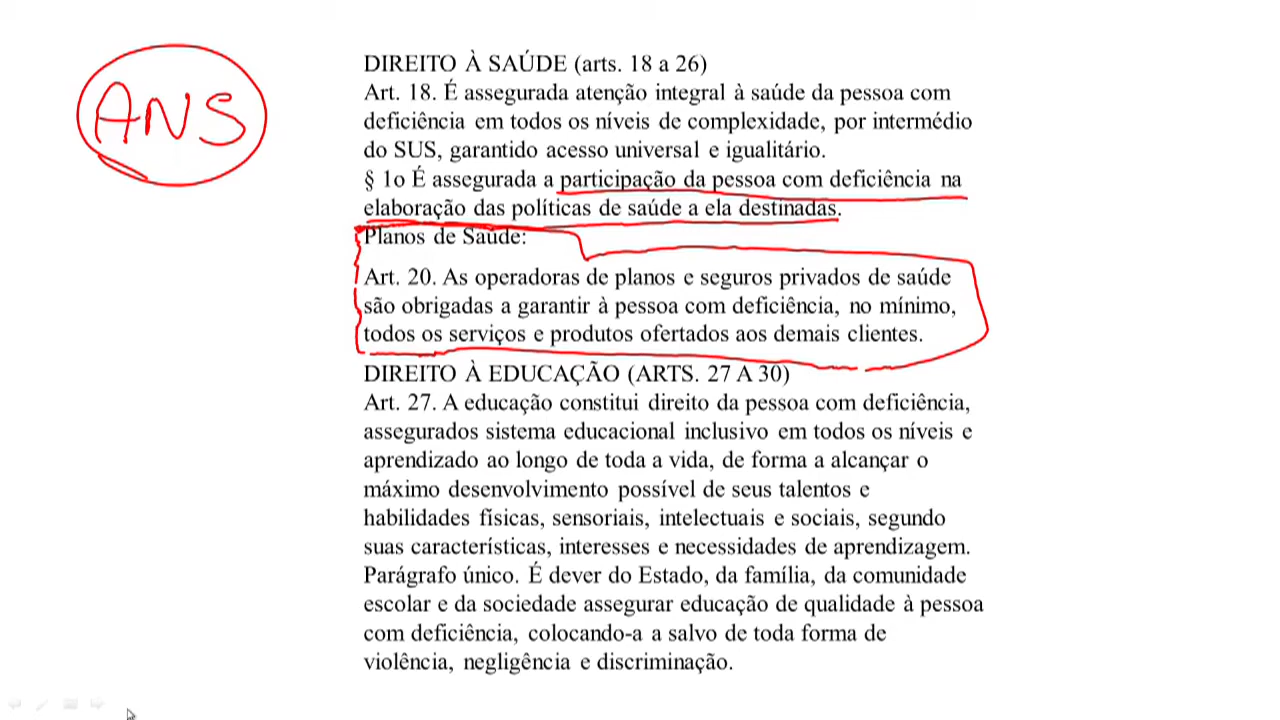 ANS
DIREITO À SAÚDE (arts. 18 a 26)
Art. 18. É assegurada atenção integral à saúde da pessoa com
deficiência em todos os níveis de complexidade, por intermédio
do SUS, garantido acesso universal e igualitário.
§ 1o É assegurada a participação da pessoa com deficiência na
elaboração das políticas de saúde a ela destinadas.
Planos de Saúde:
Art. 20. As operadoras de planos e seguros privados de saúde
são obrigadas a garantir à pessoa com deficiência, no mínimo,
todos os serviços e produtos ofertados aos demais clientes.
DIREITO À EDUCAÇÃO (ARTS. 27 A 30)
Art. 27. A educação constitui direito da pessoa com deficiência,
assegurados sistema educacional inclusivo em todos os níveis e
aprendizado ao longo de toda a vida, de forma a alcançar o
máximo desenvolvimento possível de seus talentos e
habilidades físicas, sensoriais, intelectuais e sociais, segundo
suas características, interesses e necessidades de aprendizagem.
Parágrafo único. É dever do Estado, da família, da comunidade
escolar e da sociedade assegurar educação de qualidade à pessoa
com deficiência, colocando-a a salvo de toda forma de
violência, negligência e discriminação.